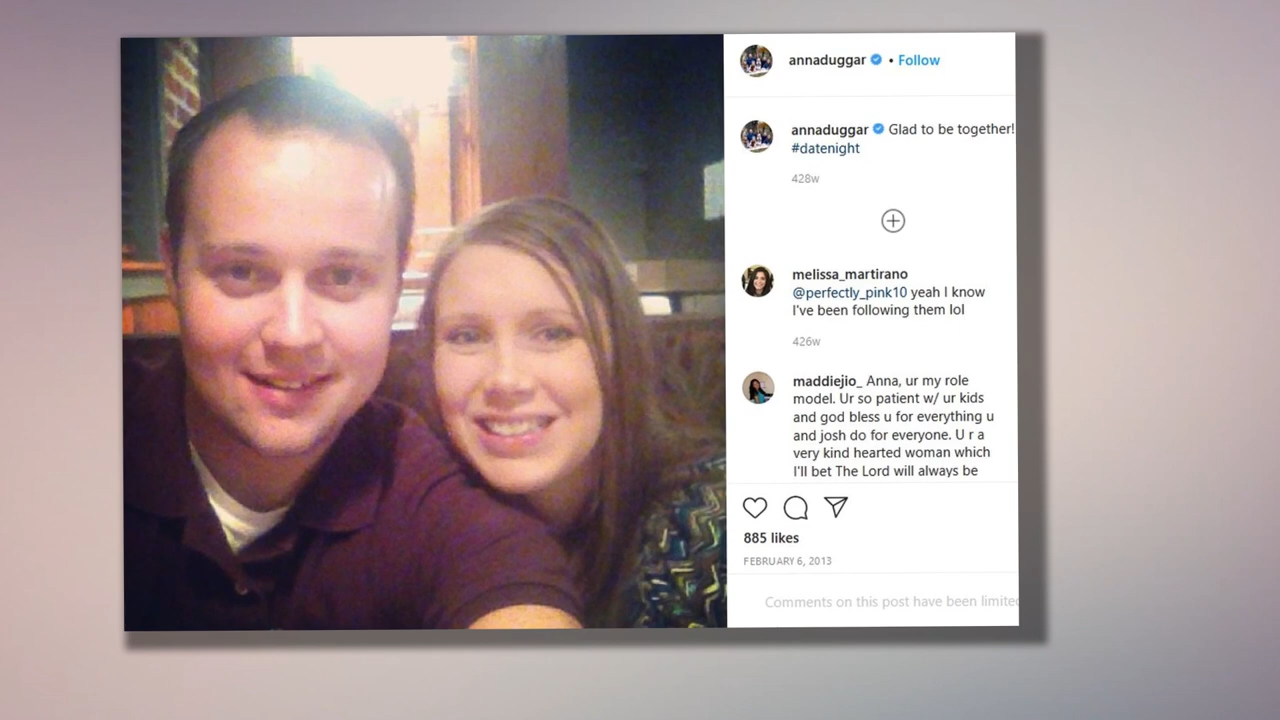 annaduggar • Follow
annaduggar Glad to be together!
#datenight
428w
melissa_martirano
@perfectly_pink10 yeah I know
I've been following them lol
426w
maddiejio_ Anna, ur my role
model. Ur so patient w/ ur kids
and god bless u for everything u
and josh do for everyone. U r a
very kind hearted woman which
I'll bet The Lord will always be
885 likes
FEBRUARY 6, 2013
Comments on this post have been limite